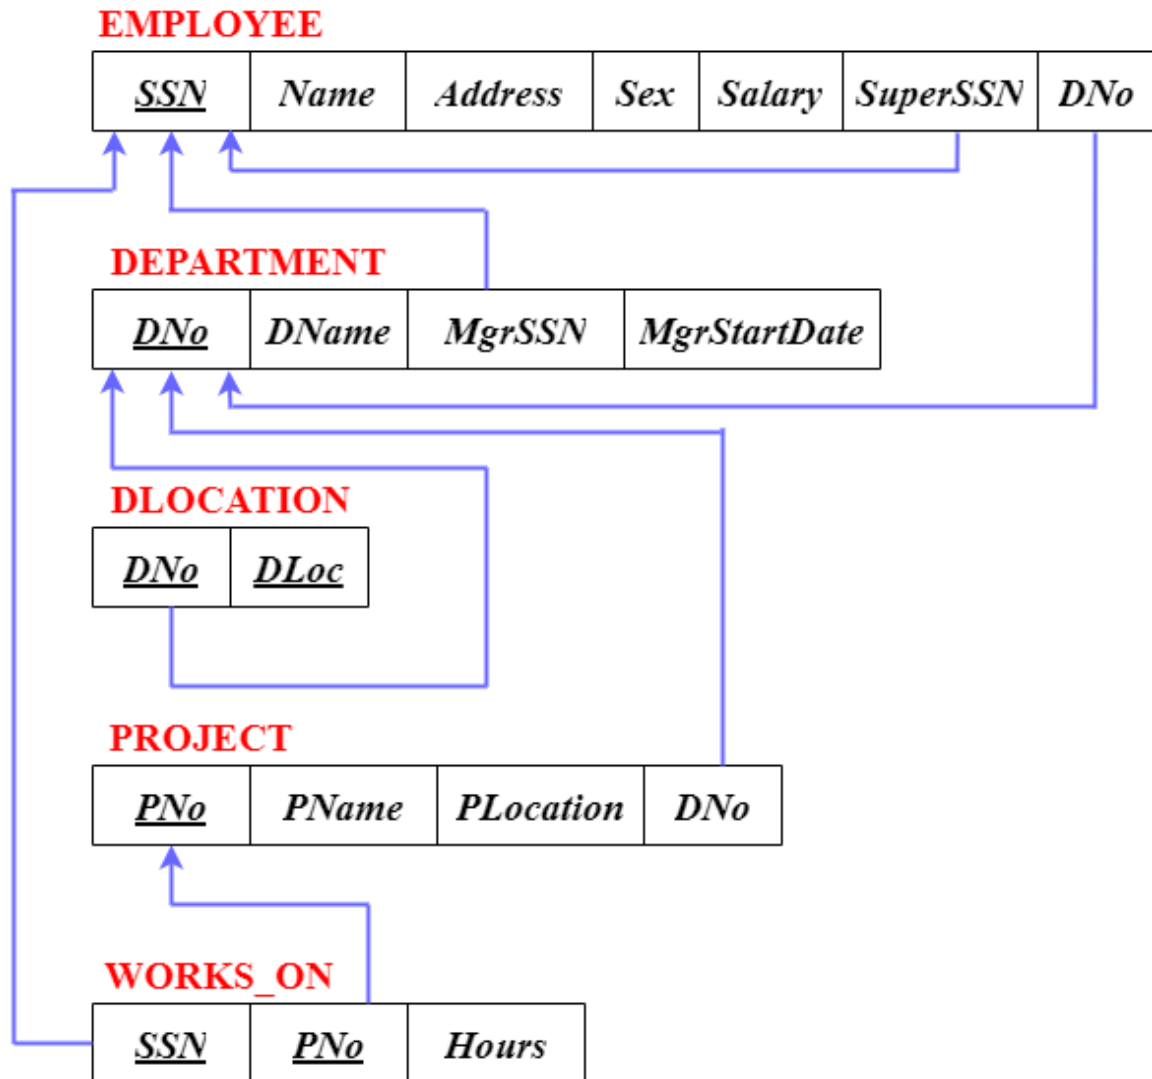 EMPLOYEE
SSN Name Address Sex Salary SuperSSN DNo
DEPARTMENT
DNo DName MgrSSN MgrStartDate
DLOCATION
DNo DLoc
PROJECT
PNo PName PLocation DNo
WORKS_ON
SSN PNo Hours